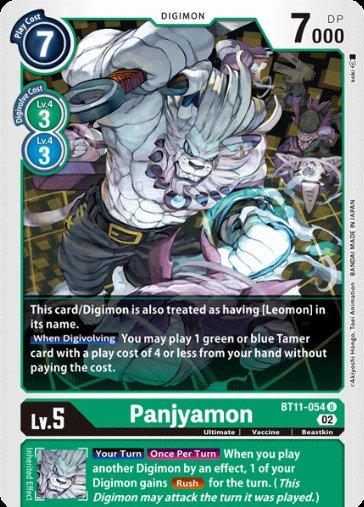 DIGIMON
Play Cost
7
DP
7000
Digivolve Cost
Lv.4
3
Lv.4
3
koki
©Akiyoshi Hongo, Toei Animation BANDAI MADE IN JAPAN
This card/Digimon is also treated as having [Leomon] in
its name.
When Digivolving You may play 1 green or blue Tamer
card with a play cost of 4 or less from your hand without
paying the cost.
BT11-054 U
Lv.5
Panjyamon
02
Ultimate | Vaccine | Beastkin
Inherited Effect
Your Turn Once Per Turn When you play
another Digimon by an effect, 1 of your
Digimon gains Rush for the turn. (This
Digimon may attack the turn it was played.)